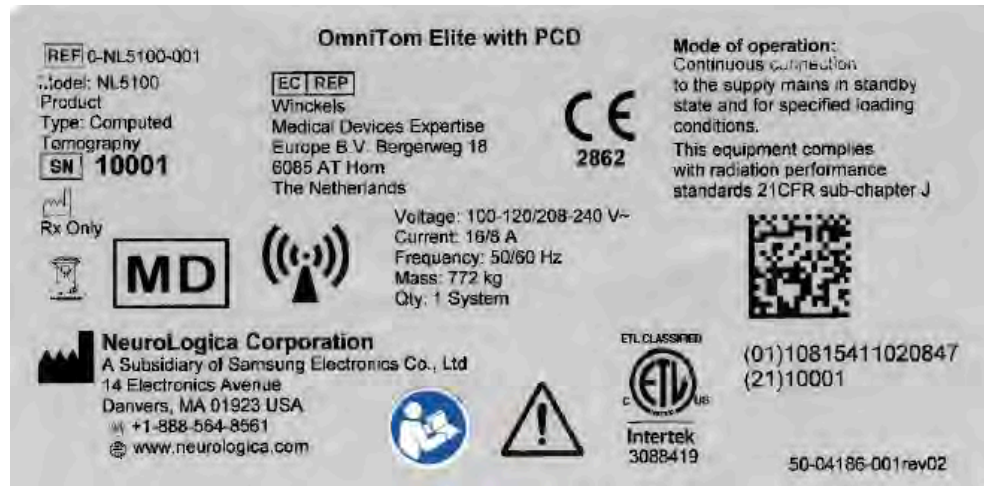 OmniTom Elite with PCD
REF 0-NL5100-001
Model: NL5100
Product
Type: Computed
Tomography
SN 10001
Rx Only
EC REP
Winckels
Medical Devices Expertise
Europe B.V. Bergerweg 18
6085 AT Horn
The Netherlands
CE
2862
Mode of operation:
Continuous connection
to the supply mains in standby
state and for specified loading
conditions.
This equipment complies
with radiation performance
standards 21CFR sub-chapter J
MD
Voltage: 100-120/208-240 V~
Current: 16/8 A
Frequency: 50/60 Hz
Mass: 772 kg
Qty: 1 System
NeuroLogica Corporation
A Subsidiary of Samsung Electronics Co., Ltd
14 Electronics Avenue
Danvers, MA 01923 USA
+1-888-564-8561
www.neurologica.com
ETL CLASSIFIED
ETL
C US
Intertek
3088419
(01)10815411020847
(21)10001
50-04186-001rev02